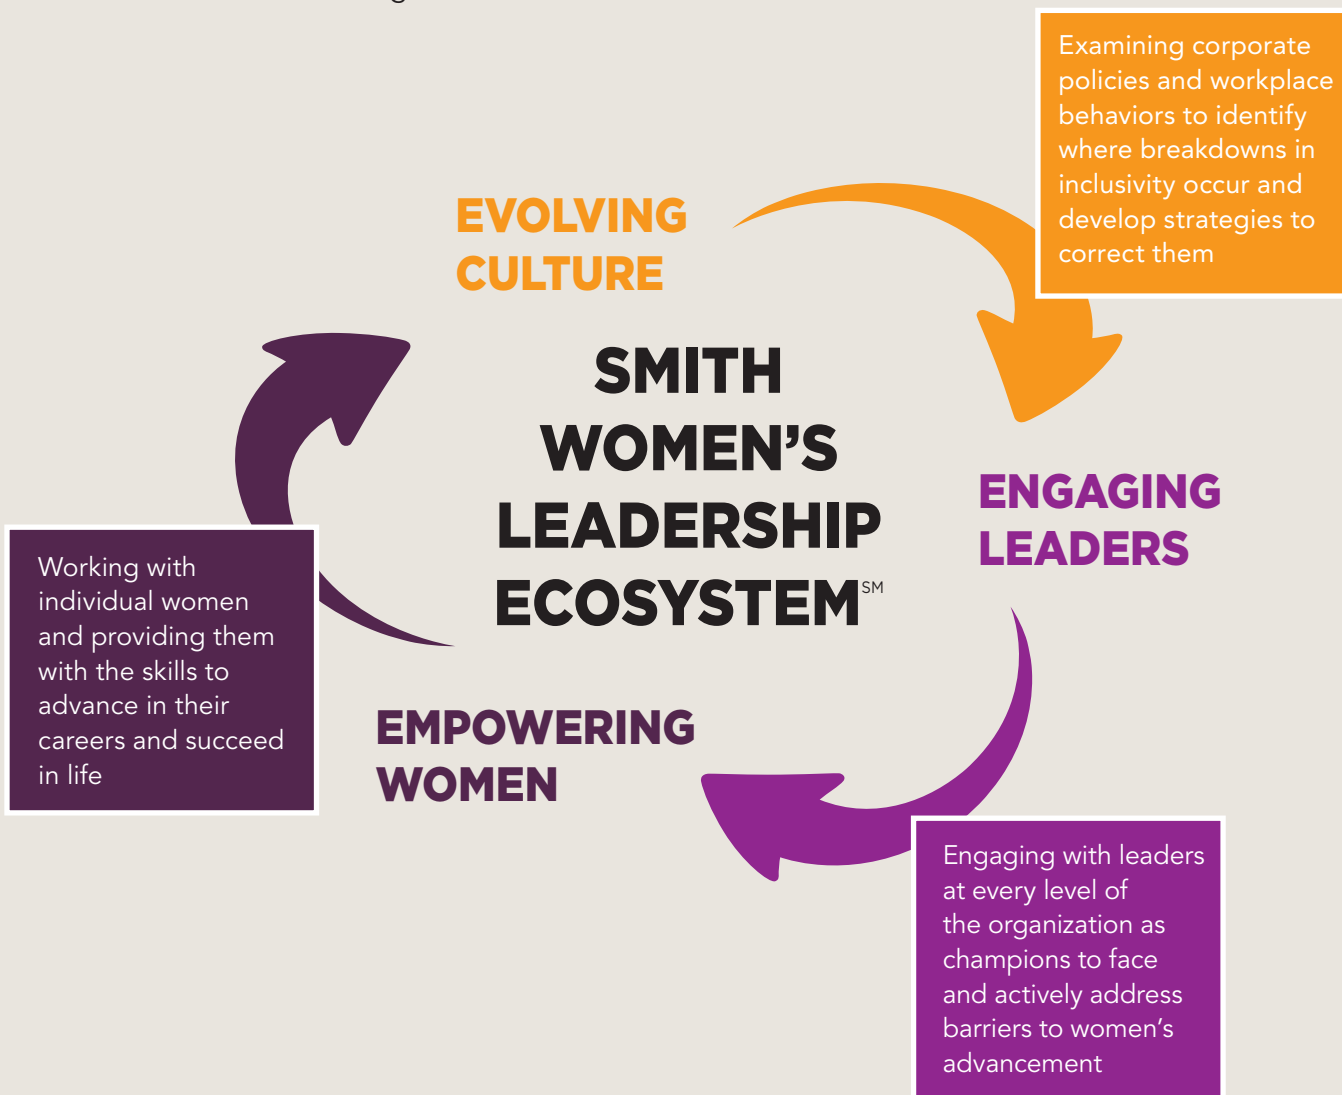 Examining corporate
policies and workplace
behaviors to identify
where breakdowns in
inclusivity occur and
develop strategies to
correct them
EVOLVING
CULTURE
SMITH
WOMEN’S
LEADERSHIP
ECOSYSTEM℠
ENGAGING
LEADERS
Working with
individual women
and providing them
with the skills to
advance in their
careers and succeed
in life
EMPOWERING
WOMEN
Engaging with leaders
at every level of
the organization as
champions to face
and actively address
barriers to women’s
advancement